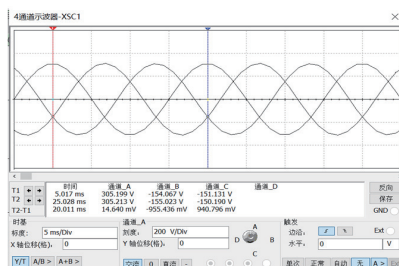 4通道示波器-XSC1
×
时间 通道_A 通道_B 通道_C 通道_D
T1 5.017 ms 305.199 V -154.067 V -151.131 V
T2 25.028 ms 305.213 V -155.023 V -150.190 V
T2-T1 20.011 ms 14.640 mV -955.436 mV 940.796 mV
反向
保存
GND
时基
标度: 5 ms/Div
X 轴位移(格): 0
Y/T A/B > A+B >
通道_A
刻度: 200 V/Div
Y 轴位移(格): 0
交流 0 直流 -
A
B
C
D
触发
边沿:
水平: 0 V
单次 正常 自动 无 A >